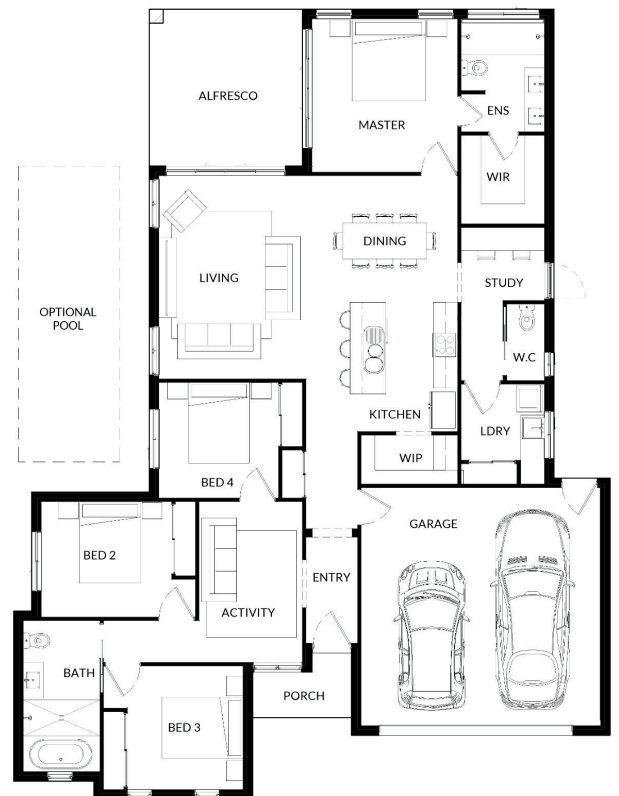 ALFRESCO
MASTER
ENS
WIR
DINING
LIVING
STUDY
OPTIONAL
POOL
W.C
KITCHEN
LDRY
WIP
BED 4
GARAGE
BED 2
ENTRY
ACTIVITY
BATH
PORCH
BED 3